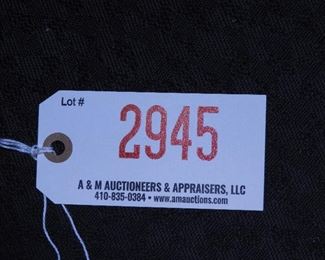 Lot #
2945
A & M AUCTIONEERS & APPRAISERS, LLC
410-835-0384 • www.amauctions.com